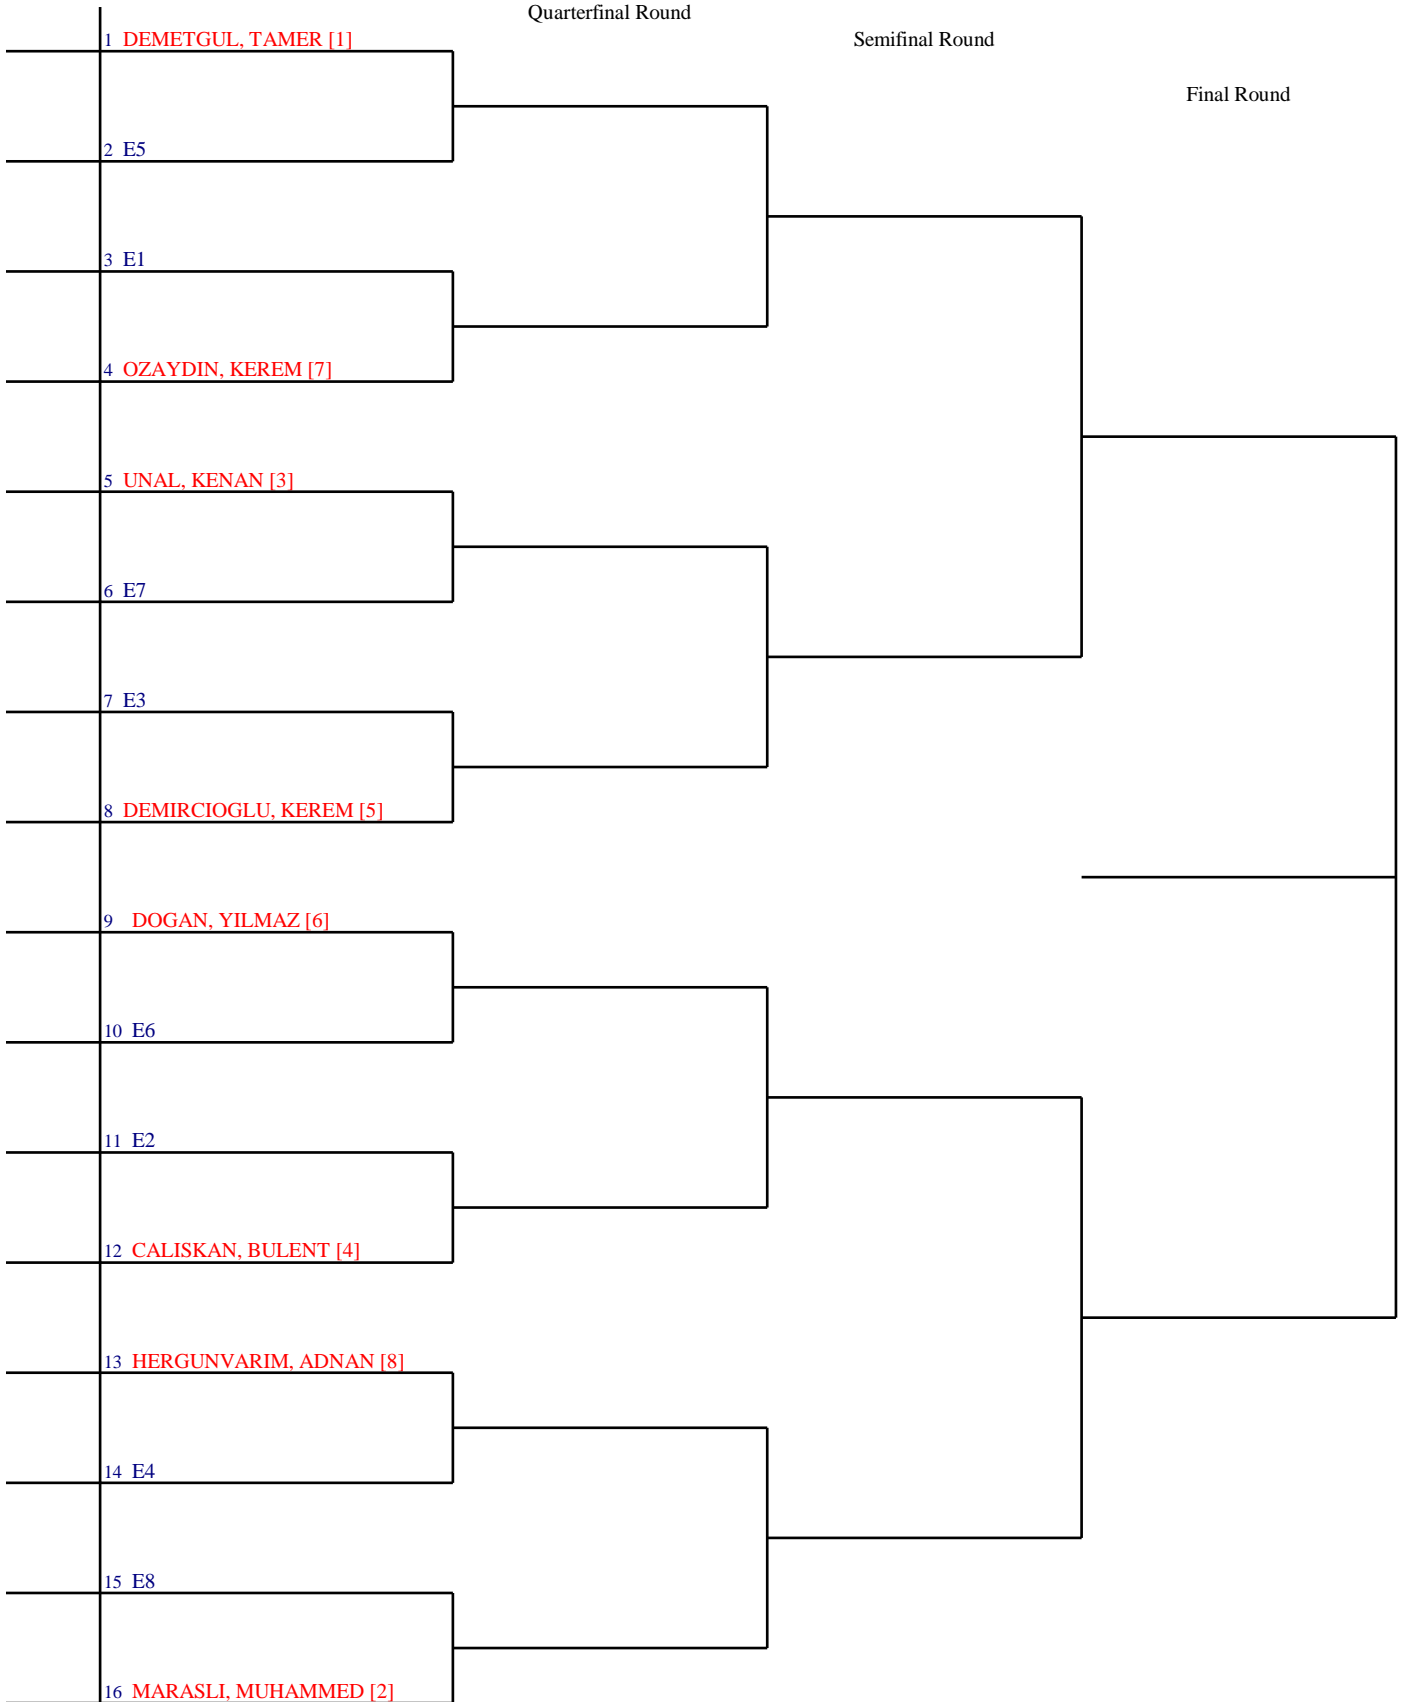 Quarterfinal Round
Semifinal Round
Final Round
1 DEMETGUL, TAMER [1]
2 E5
3 E1
4 OZAYDIN, KEREM [7]
5 UNAL, KENAN [3]
6 E7
7 E3
8 DEMIRCIOGLU, KEREM [5]
9 DOGAN, YILMAZ [6]
10 E6
11 E2
12 CALISKAN, BULENT [4]
13 HERGUNVARIM, ADNAN [8]
14 E4
15 E8
16 MARASLI, MUHAMMED [2]